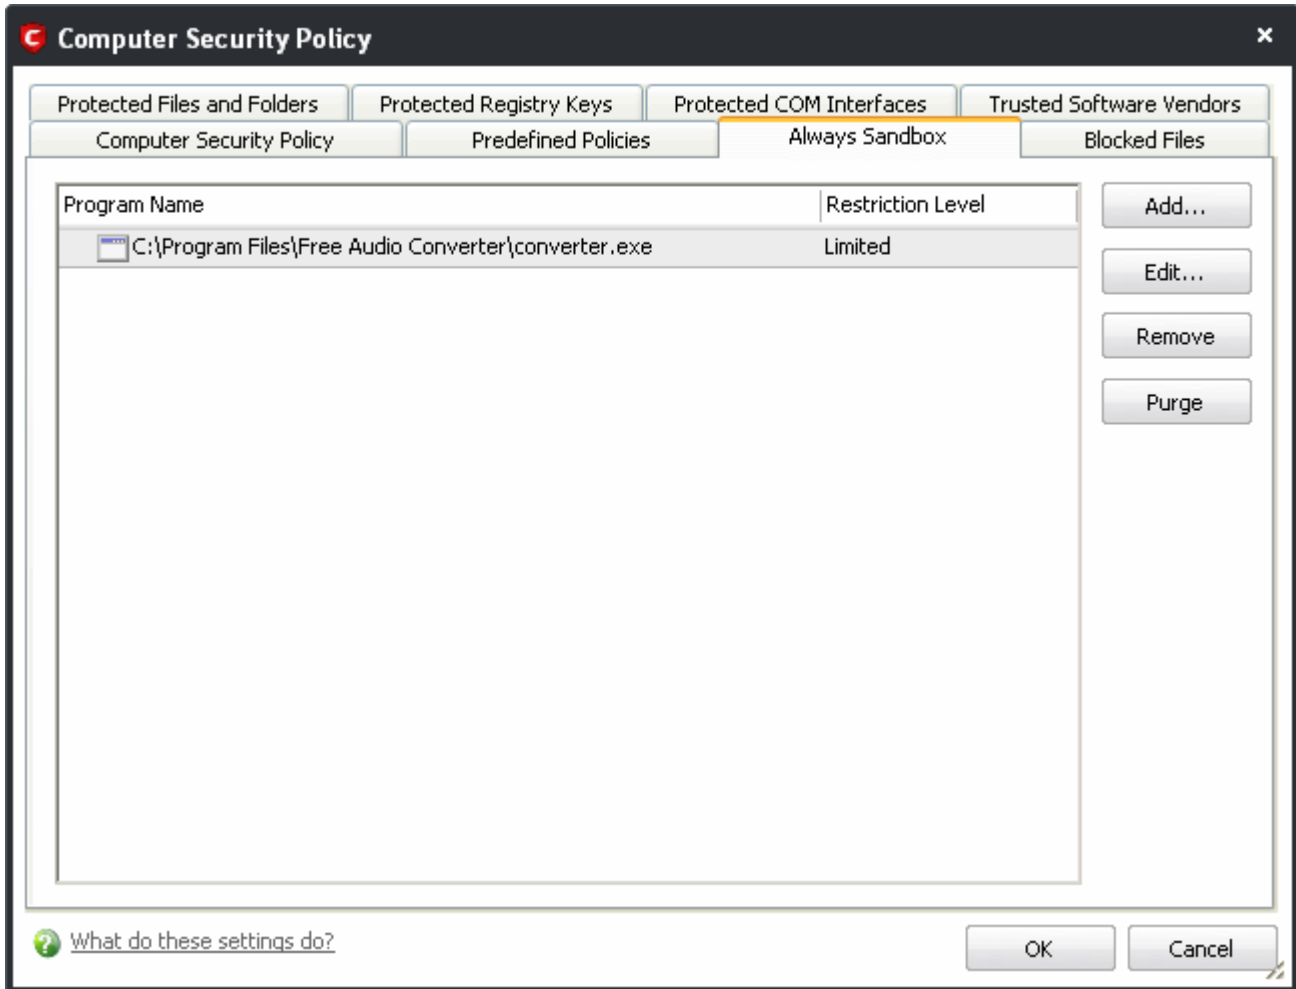 Computer Security Policy
Protected Files and Folders
Protected Registry Keys
Protected COM Interfaces
Trusted Software Vendors
Computer Security Policy
Predefined Policies
Always Sandbox
Blocked Files
Program Name
Restriction Level
C:\Program Files\Free Audio Converter\converter.exe
Limited
Add...
Edit...
Remove
Purge
What do these settings do?
OK
Cancel